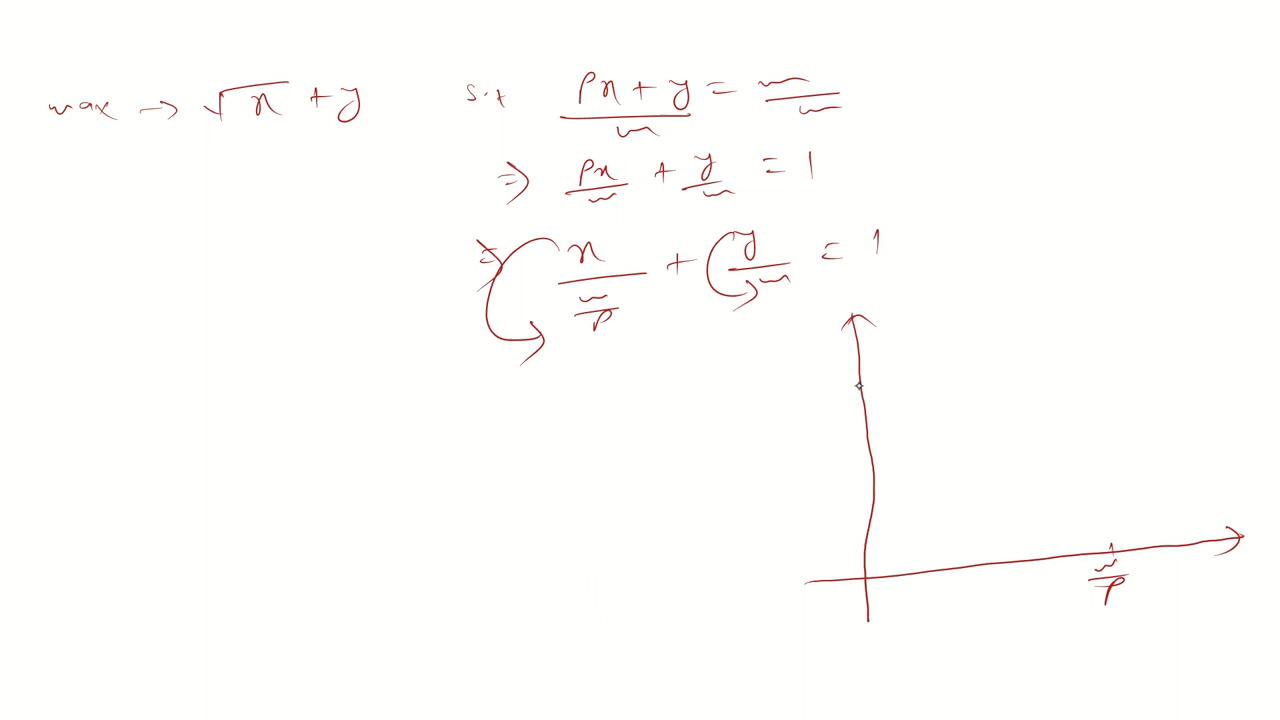 max → √x + y s.t px + y = m
m m
⇒ px/m + y/m = 1
⇒ x/(m/p) + y/m = 1
m/p